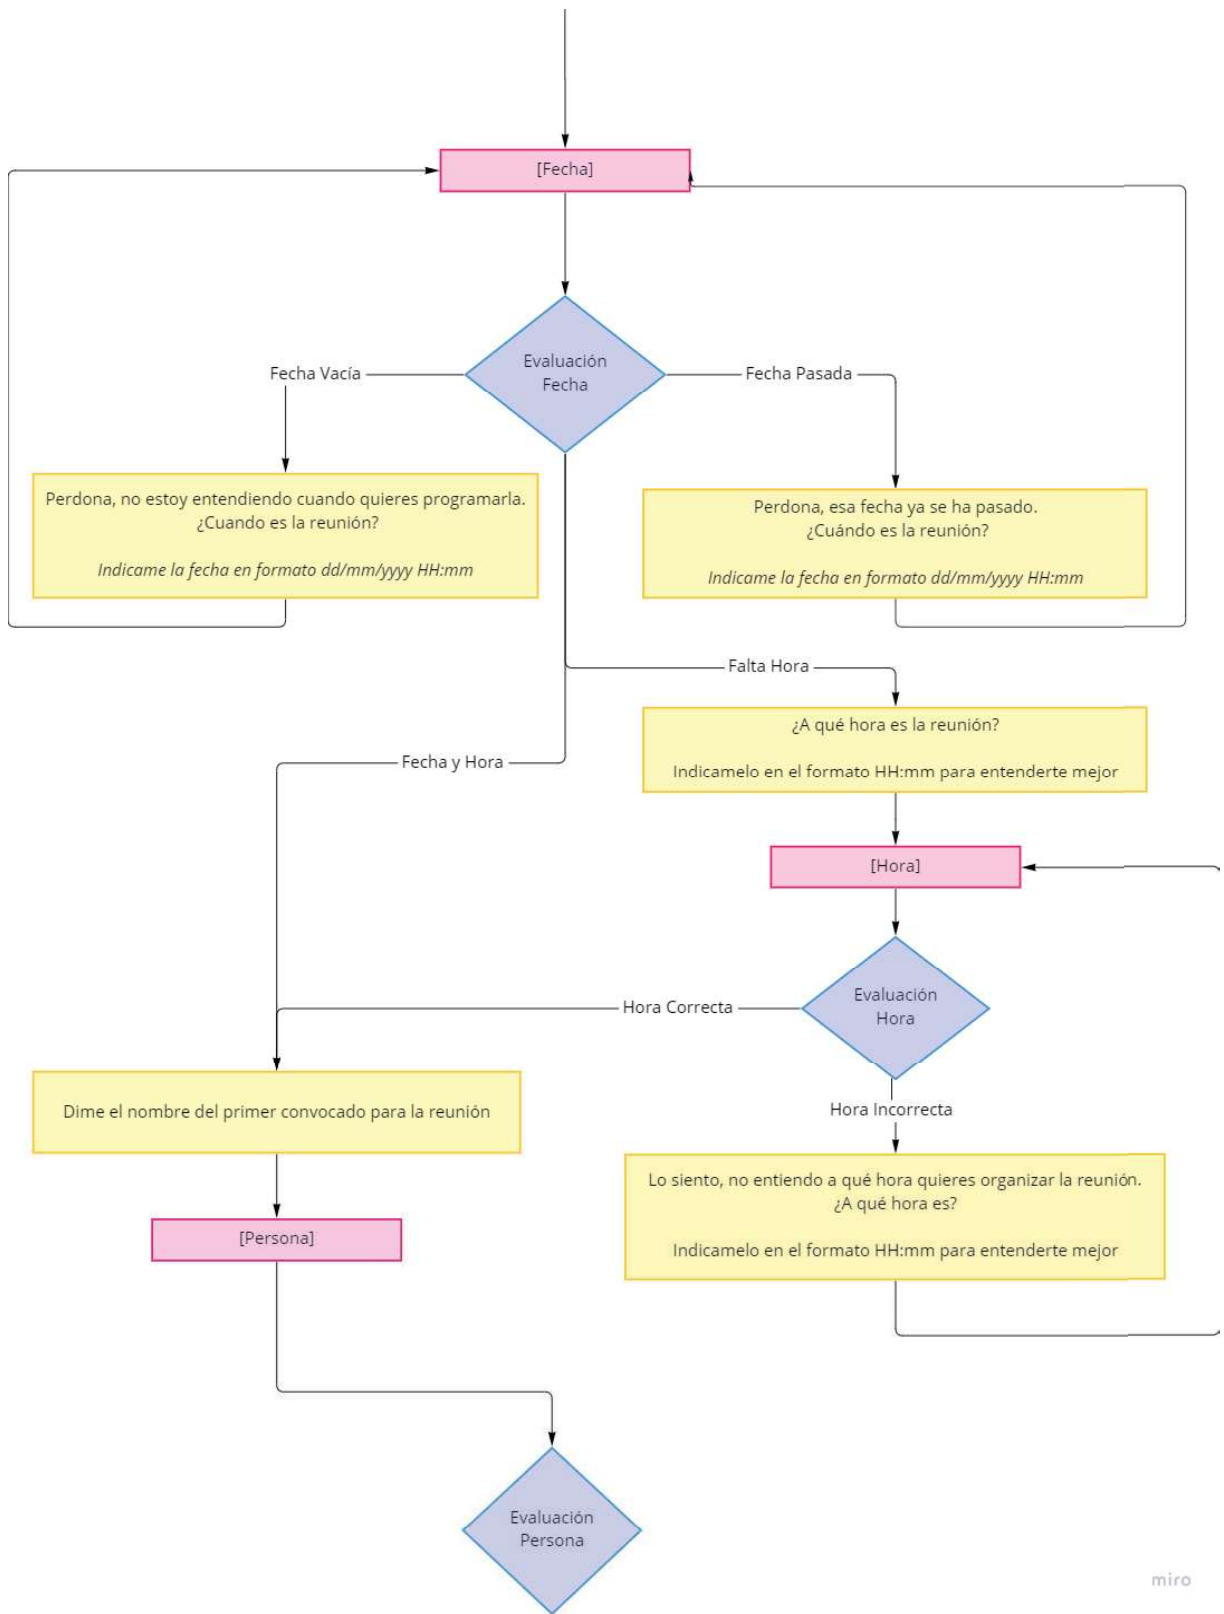 [Fecha]
Evaluación
Fecha
Fecha Vacía
Fecha Pasada
Perdona, no estoy entendiendo cuando quieres programarla.
¿Cuando es la reunión?
Indicame la fecha en formato dd/mm/yyyy HH:mm
Perdona, esa fecha ya se ha pasado.
¿Cuándo es la reunión?
Indicame la fecha en formato dd/mm/yyyy HH:mm
Falta Hora
¿A qué hora es la reunión?
Indicamelo en el formato HH:mm para entenderte mejor
Fecha y Hora
[Hora]
Evaluación
Hora
Hora Correcta
Hora Incorrecta
Dime el nombre del primer convocado para la reunión
Lo siento, no entiendo a qué hora quieres organizar la reunión.
¿A qué hora es?
Indicamelo en el formato HH:mm para entenderte mejor
[Persona]
Evaluación
Persona
miro